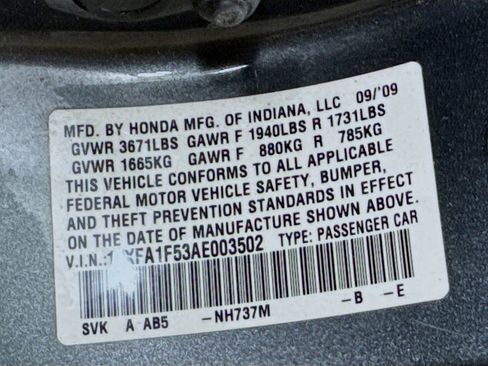 MFD. BY HONDA MFG. OF INDIANA, LLC 09/'09
GVWR 3671LBS GAWR F 1940LBS R 1731LBS
GVWR 1665KG GAWR F 880KG R 785KG
THIS VEHICLE CONFORMS TO ALL APPLICABLE
FEDERAL MOTOR VEHICLE SAFETY, BUMPER,
AND THEFT PREVENTION STANDARDS IN EFFECT
ON THE DATE OF MANUFACTURE SHOWN ABOVE.
V.I.N.: TYPE: PASSENGER CAR
SVK A AB5 -NH737M -B -E